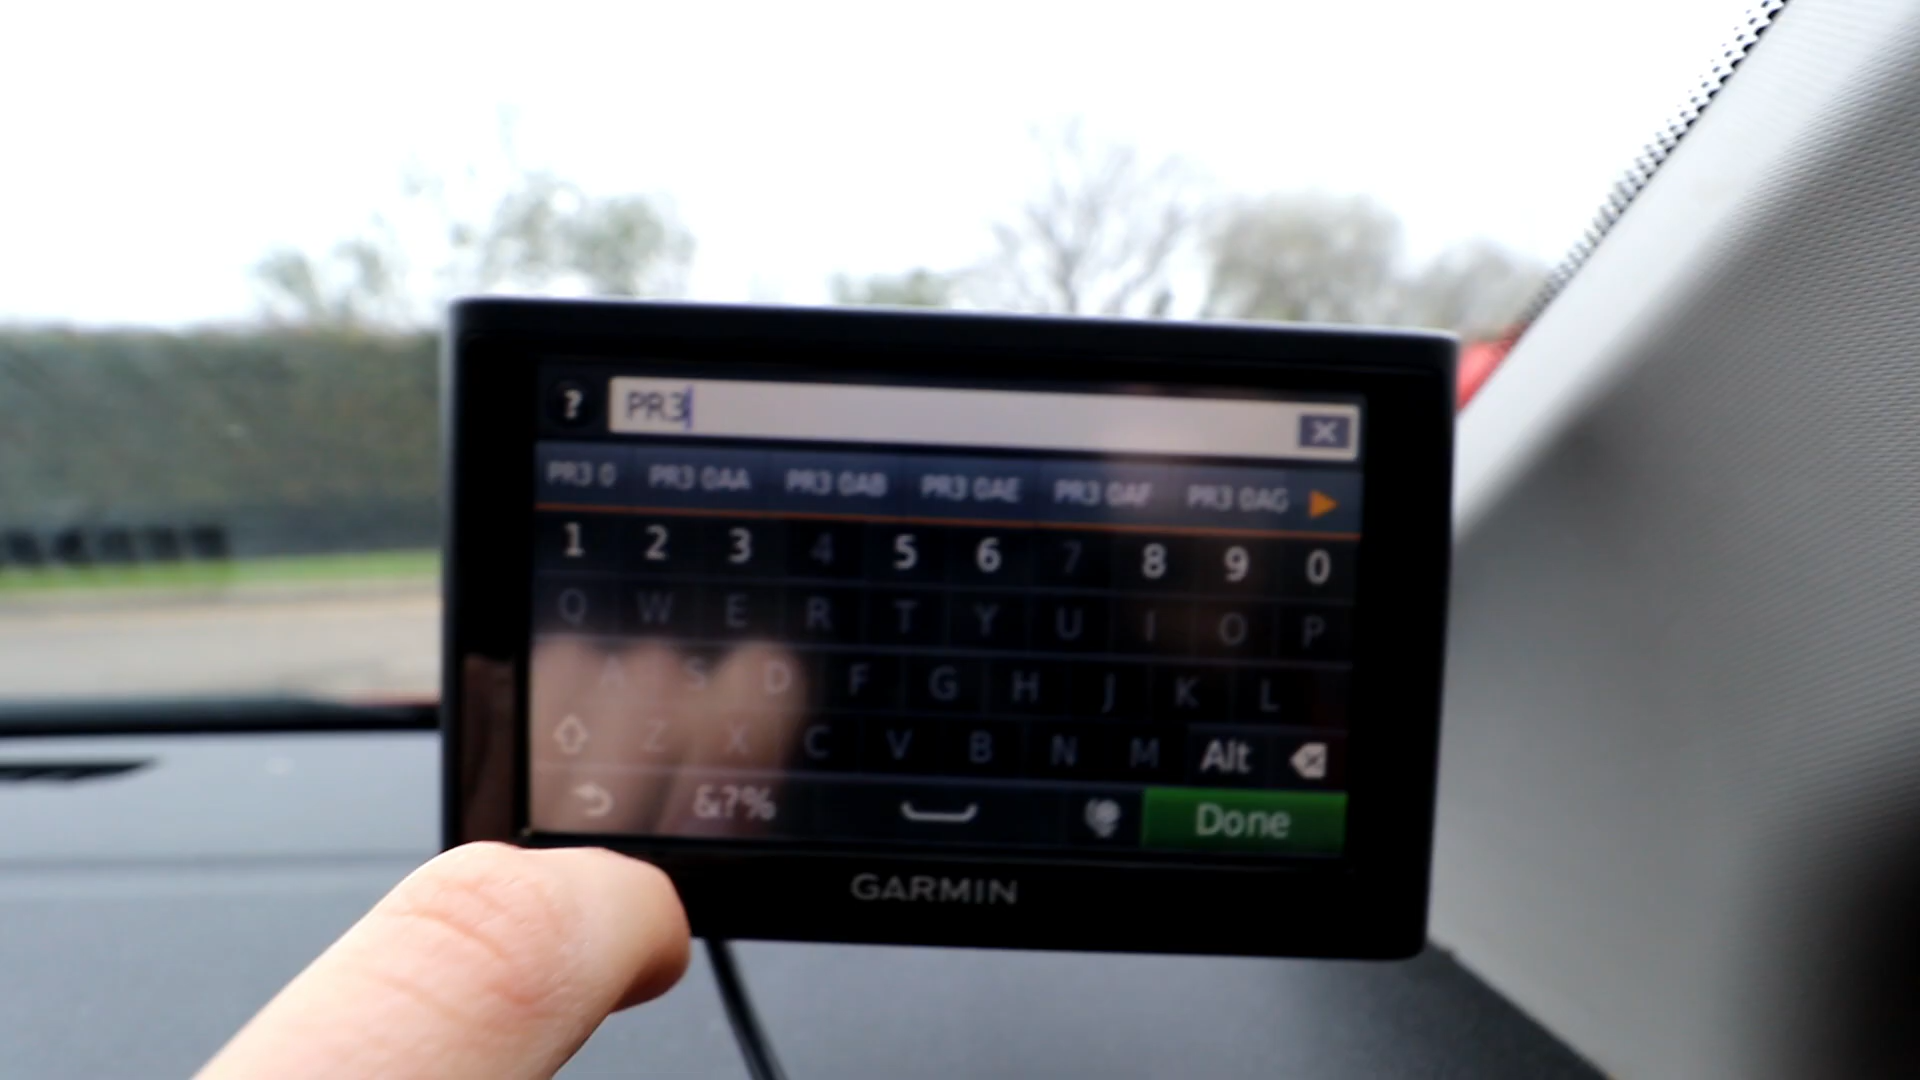 ? PR3
PR3 0 PR3 0AA PR3 0AB PR3 0AE PR3 0AF PR3 0AG
1 2 3 4 5 6 7 8 9 0
Q W E R T Y U I O P
A S D F G H J K L
Z X C V B N M Alt
&?% Done
GARMIN